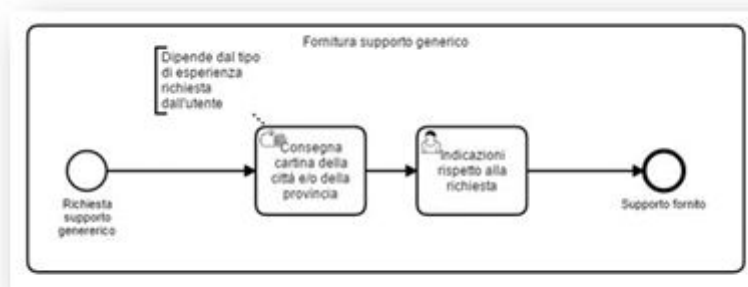 Fornitura supporto generico
Dipende dal tipo
di esperienza
richiesta
dall'utente
Consegna
cartina della
città e/o della
provincia
Indicazioni
rispetto alla
richiesta
Richiesta
supporto
genererico
Supporto fornito